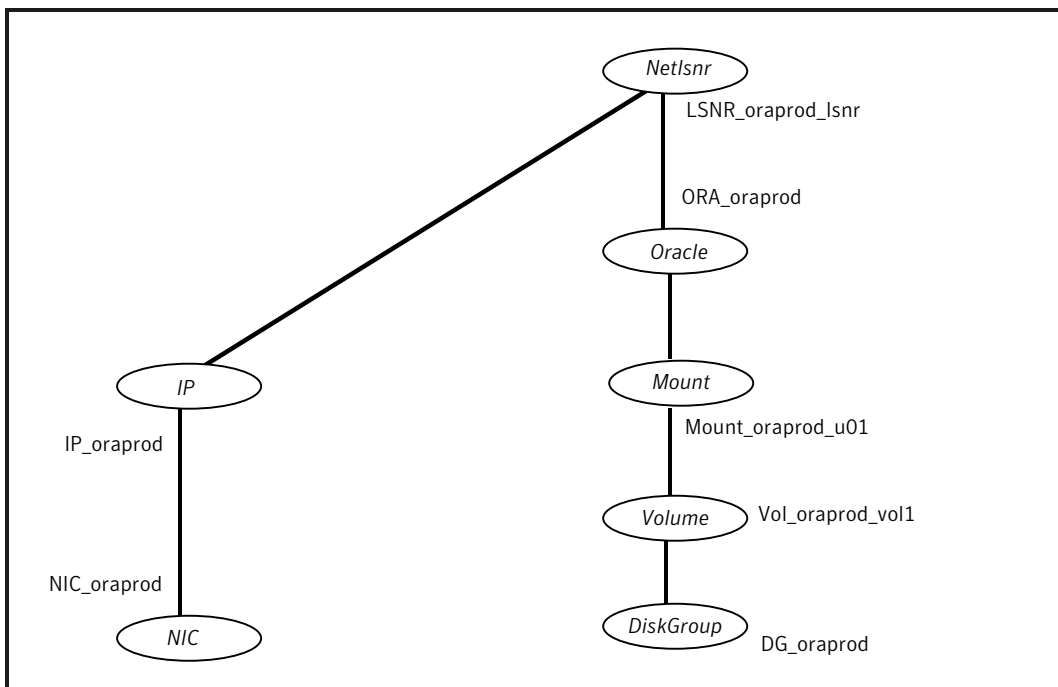 Netlsnr
LSNR_oraprod_lsnr
ORA_oraprod
Oracle
IP
Mount
IP_oraprod
Mount_oraprod_u01
Volume
Vol_oraprod_vol1
NIC_oraprod
NIC
DiskGroup
DG_oraprod